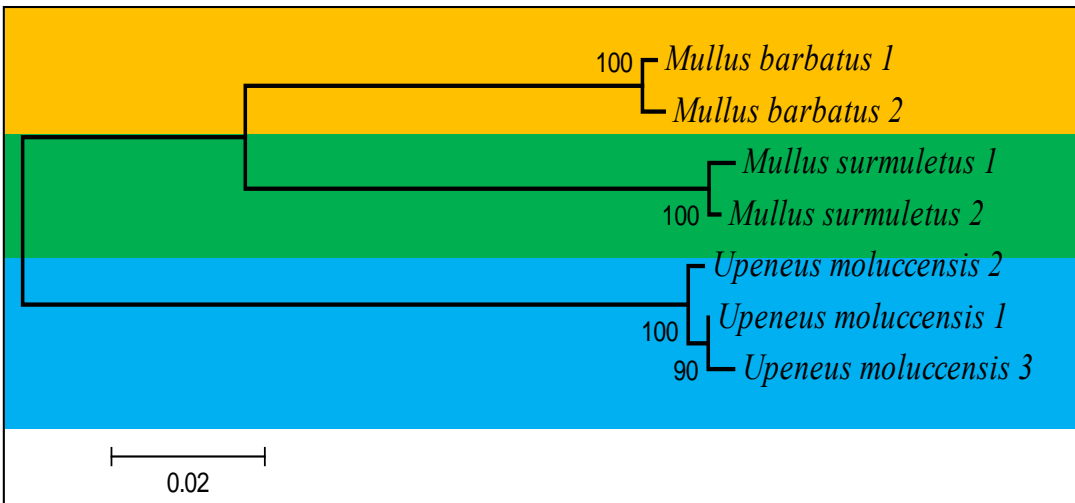 100 Mullus barbatus 1
Mullus barbatus 2
Mullus surmuletus 1
100 Mullus surmuletus 2
Upeneus moluccensis 2
100 Upeneus moluccensis 1
90 Upeneus moluccensis 3
0.02